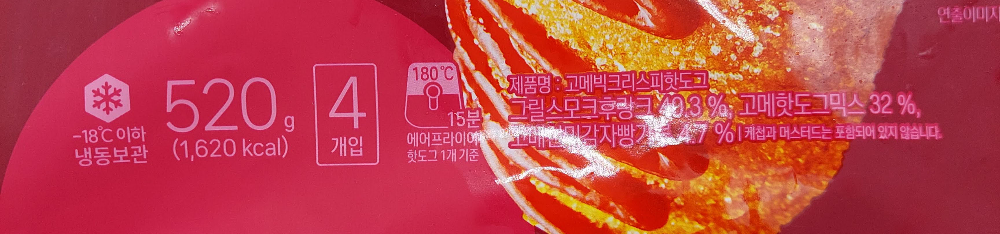 연출이미지
-18℃ 이하
냉동보관
520g
(1,620 kcal)
4
개입
180℃
15분
에어프라이어
핫도그 1개 기준
제품명 : 고메빅크리스피핫도그
그릴스모크후랑크 %, 고메핫도그믹스 32 %,
% | 케첩과 머스터드는 포함되어 있지 않습니다.